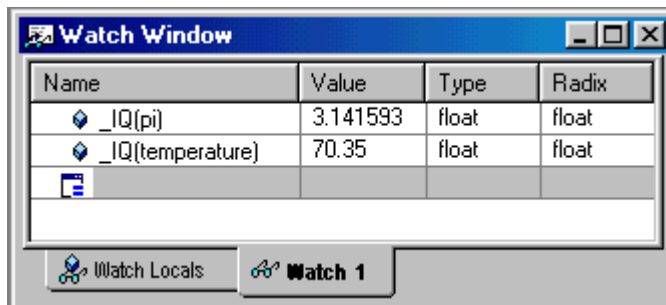 Watch Window
Name Value Type Radix
_IQ(pi) 3.141593 float float
_IQ(temperature) 70.35 float float
Watch Locals Watch 1